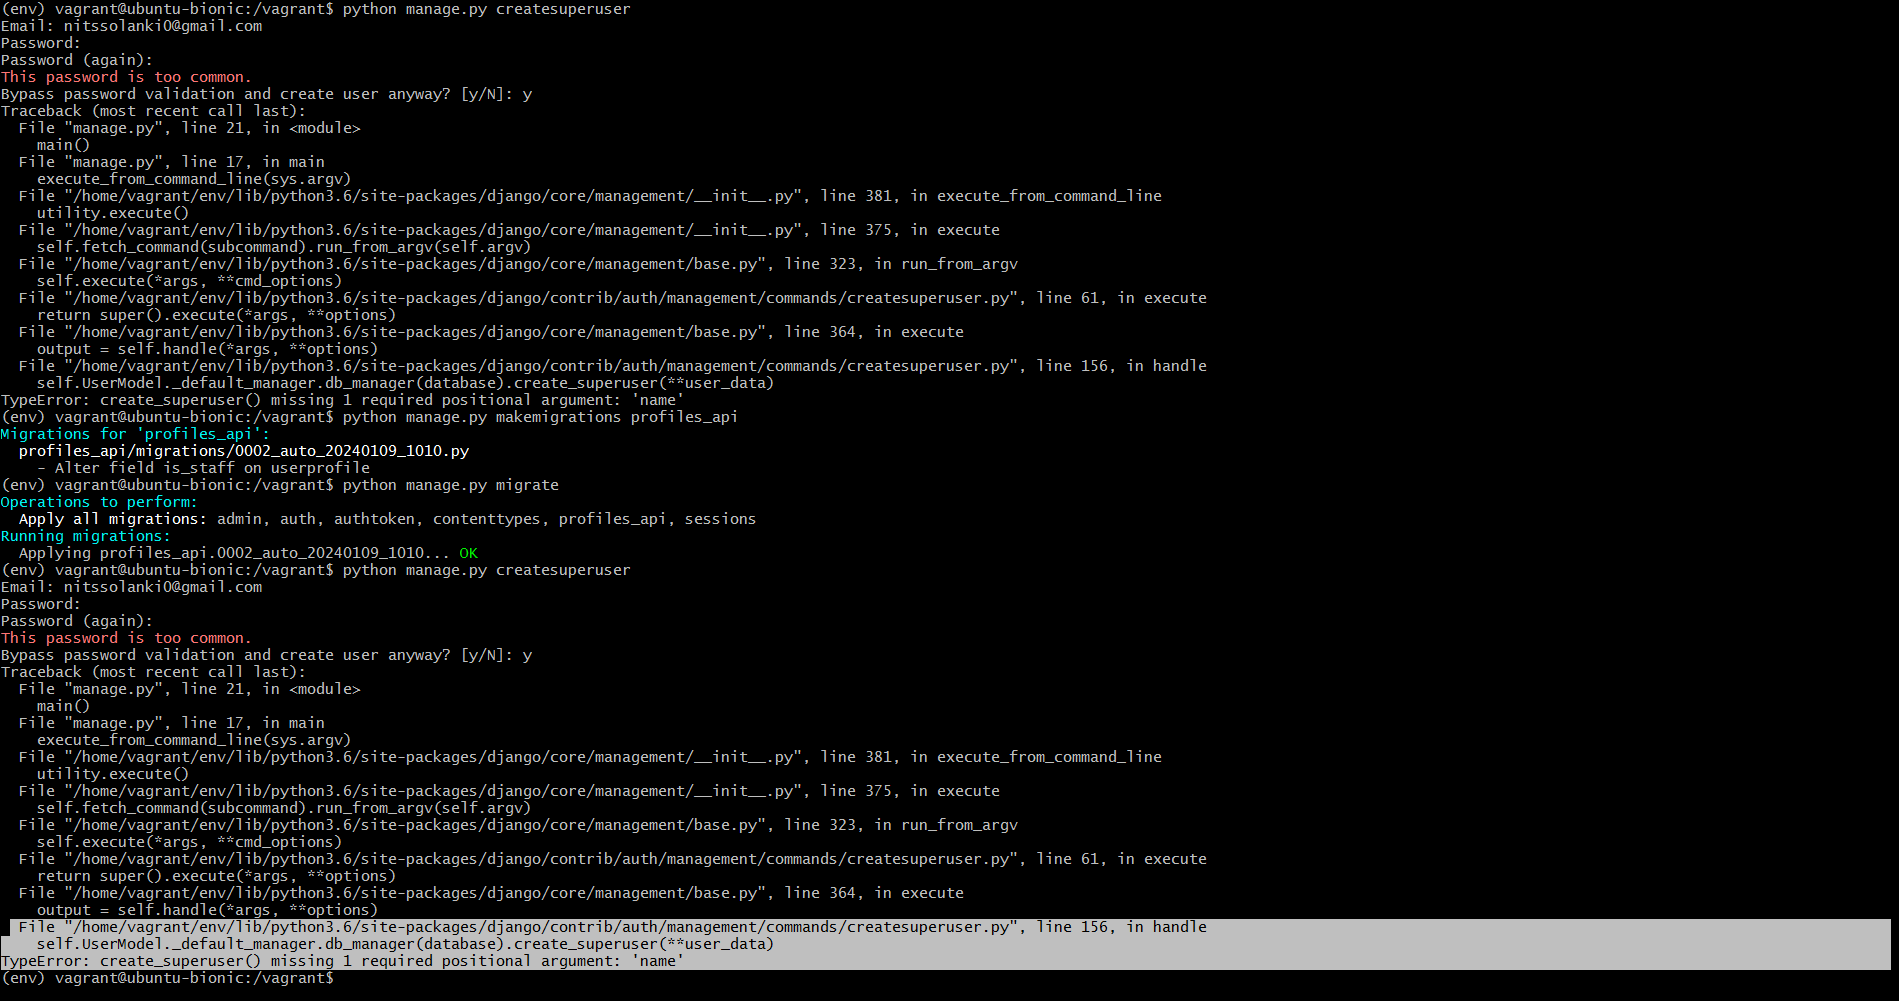 (env) vagrant@ubuntu-bionic:/vagrant$ python manage.py createsuperuser
Email: nitssolanki0@gmail.com
Password:
Password (again):
This password is too common.
Bypass password validation and create user anyway? [y/N]: y
Traceback (most recent call last):
  File "manage.py", line 21, in <module>
    main()
  File "manage.py", line 17, in main
    execute_from_command_line(sys.argv)
  File "/home/vagrant/env/lib/python3.6/site-packages/django/core/management/__init__.py", line 381, in execute_from_command_line
    utility.execute()
  File "/home/vagrant/env/lib/python3.6/site-packages/django/core/management/__init__.py", line 375, in execute
    self.fetch_command(subcommand).run_from_argv(self.argv)
  File "/home/vagrant/env/lib/python3.6/site-packages/django/core/management/base.py", line 323, in run_from_argv
    self.execute(*args, **cmd_options)
  File "/home/vagrant/env/lib/python3.6/site-packages/django/contrib/auth/management/commands/createsuperuser.py", line 61, in execute
    return super().execute(*args, **options)
  File "/home/vagrant/env/lib/python3.6/site-packages/django/core/management/base.py", line 364, in execute
    output = self.handle(*args, **options)
  File "/home/vagrant/env/lib/python3.6/site-packages/django/contrib/auth/management/commands/createsuperuser.py", line 156, in handle
    self.UserModel._default_manager.db_manager(database).create_superuser(**user_data)
TypeError: create_superuser() missing 1 required positional argument: 'name'
(env) vagrant@ubuntu-bionic:/vagrant$ python manage.py makemigrations profiles_api
Migrations for 'profiles_api':
  profiles_api/migrations/0002_auto_20240109_1010.py
    - Alter field is_staff on userprofile
(env) vagrant@ubuntu-bionic:/vagrant$ python manage.py migrate
Operations to perform:
  Apply all migrations: admin, auth, authtoken, contenttypes, profiles_api, sessions
Running migrations:
  Applying profiles_api.0002_auto_20240109_1010... OK
(env) vagrant@ubuntu-bionic:/vagrant$ python manage.py createsuperuser
Email: nitssolanki0@gmail.com
Password:
Password (again):
This password is too common.
Bypass password validation and create user anyway? [y/N]: y
Traceback (most recent call last):
  File "manage.py", line 21, in <module>
    main()
  File "manage.py", line 17, in main
    execute_from_command_line(sys.argv)
  File "/home/vagrant/env/lib/python3.6/site-packages/django/core/management/__init__.py", line 381, in execute_from_command_line
    utility.execute()
  File "/home/vagrant/env/lib/python3.6/site-packages/django/core/management/__init__.py", line 375, in execute
    self.fetch_command(subcommand).run_from_argv(self.argv)
  File "/home/vagrant/env/lib/python3.6/site-packages/django/core/management/base.py", line 323, in run_from_argv
    self.execute(*args, **cmd_options)
  File "/home/vagrant/env/lib/python3.6/site-packages/django/contrib/auth/management/commands/createsuperuser.py", line 61, in execute
    return super().execute(*args, **options)
  File "/home/vagrant/env/lib/python3.6/site-packages/django/core/management/base.py", line 364, in execute
    output = self.handle(*args, **options)
  File "/home/vagrant/env/lib/python3.6/site-packages/django/contrib/auth/management/commands/createsuperuser.py", line 156, in handle
    self.UserModel._default_manager.db_manager(database).create_superuser(**user_data)
TypeError: create_superuser() missing 1 required positional argument: 'name'
(env) vagrant@ubuntu-bionic:/vagrant$